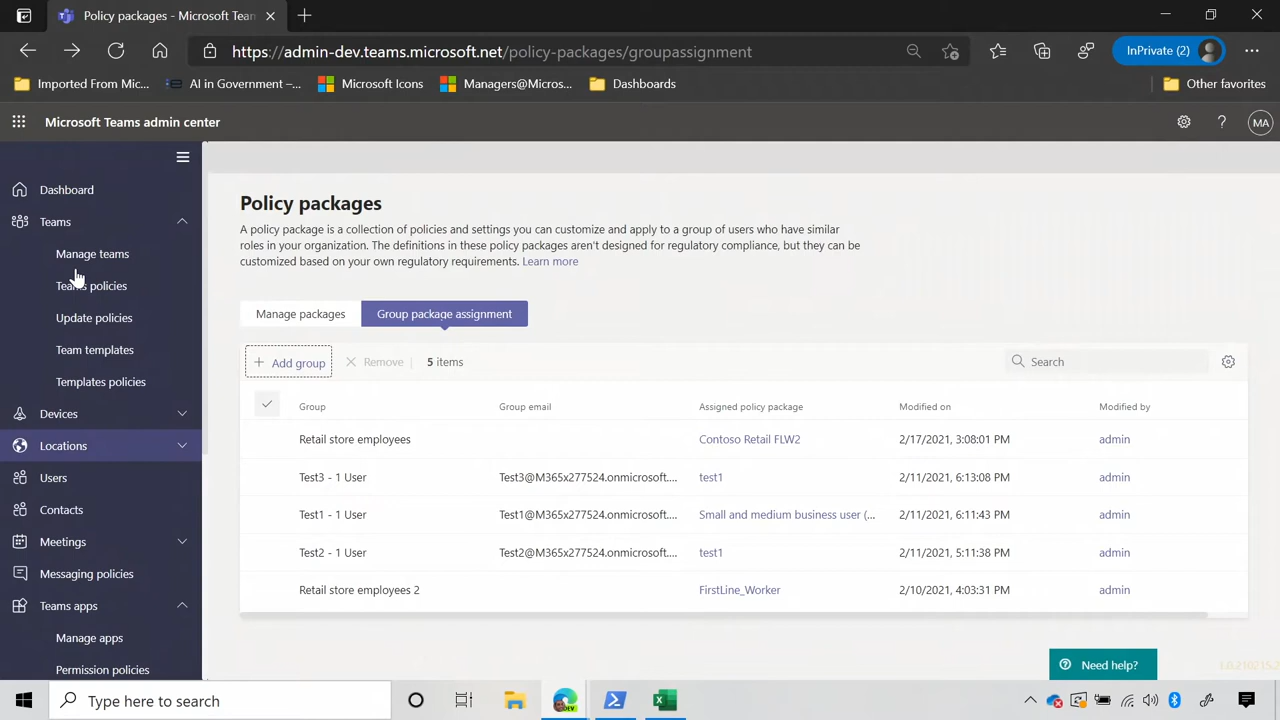 Policy packages - Microsoft Tea
https://admin-dev.teams.microsoft.net/policy-packages/groupassignment
InPrivate (2)
Imported From Mic...
AI in Government –...
Microsoft Icons
Managers@Micros...
Dashboards
Other favorites
Microsoft Teams admin center
MA
Dashboard
Teams
Manage teams
Teams policies
Update policies
Team templates
Templates policies
Devices
Locations
Users
Contacts
Meetings
Messaging policies
Teams apps
Manage apps
Permission policies
Policy packages
A policy package is a collection of policies and settings you can customize and apply to a group of users who have similar
roles in your organization. The definitions in these policy packages aren't designed for regulatory compliance, but they can be
customized based on your own regulatory requirements. Learn more
Manage packages Group package assignment
+ Add group Remove | 5 items Search
Group Group email Assigned policy package Modified on Modified by
Retail store employees Contoso Retail FLW2 2/17/2021, 3:08:01 PM admin
Test3 - 1 User Test3@M365x277524.onmicrosoft.... test1 2/11/2021, 6:13:08 PM admin
Test1 - 1 User Test1@M365x277524.onmicrosoft.... Small and medium business user (... 2/11/2021, 6:11:43 PM admin
Test2 - 1 User Test2@M365x277524.onmicrosoft.... test1 2/11/2021, 5:11:38 PM admin
Retail store employees 2 FirstLine_Worker 2/10/2021, 4:03:31 PM admin
Need help?
Type here to search